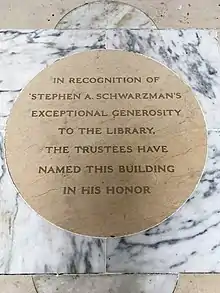 IN RECOGNITION OF
STEPHEN A. SCHWARZMAN'S
EXCEPTIONAL GENEROSITY
TO THE LIBRARY,
THE TRUSTEES HAVE
NAMED THIS BUILDING
IN HIS HONOR